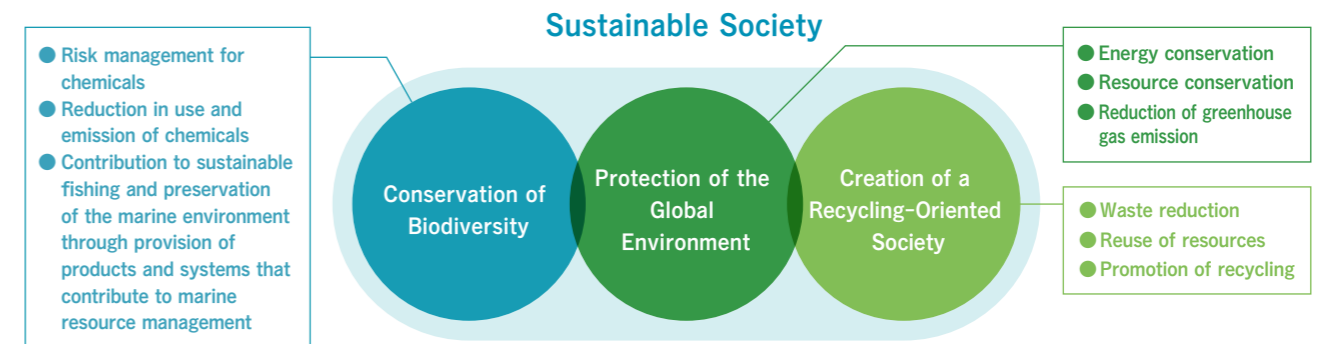 Sustainable Society
● Risk management for
chemicals
● Reduction in use and
emission of chemicals
● Contribution to sustainable
fishing and preservation
of the marine environment
through provision of
products and systems that
contribute to marine
resource management
Conservation of
Biodiversity
Protection of the
Global
Environment
Creation of a
Recycling-Oriented
Society
● Energy conservation
● Resource conservation
● Reduction of greenhouse
gas emission
● Waste reduction
● Reuse of resources
● Promotion of recycling